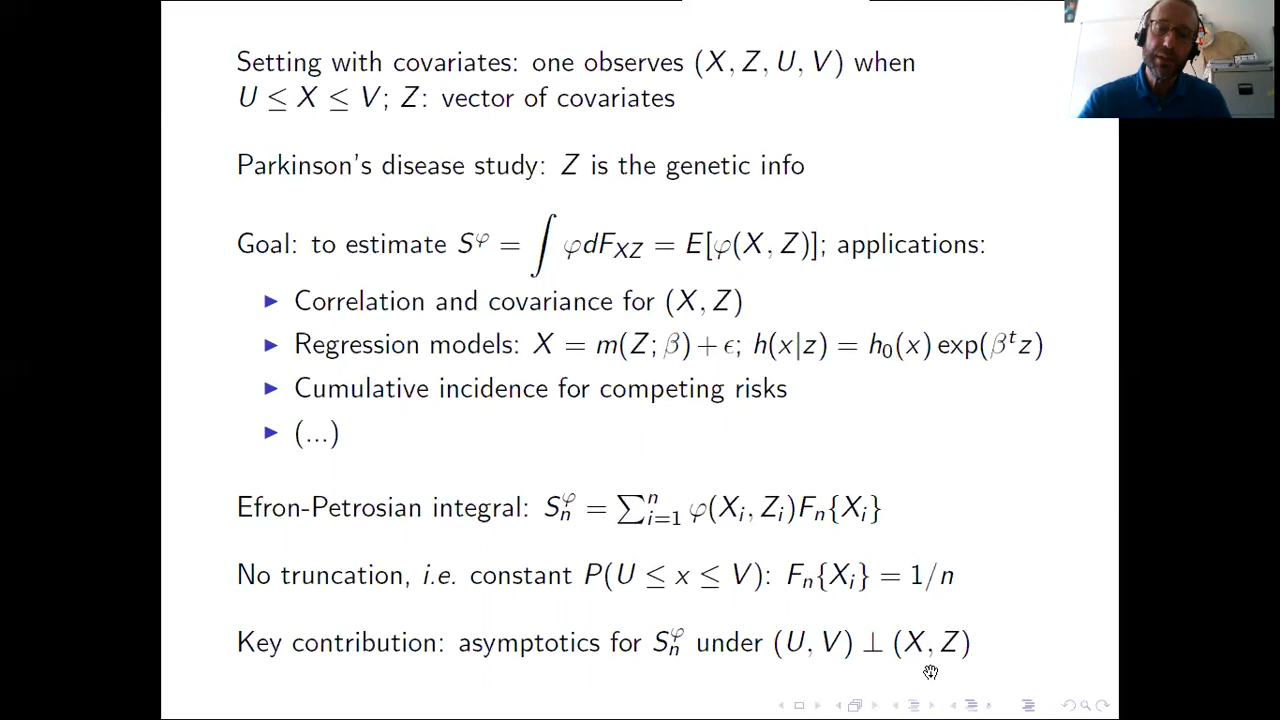 Setting with covariates: one observes (X, Z, U, V) when
U ≤ X ≤ V; Z: vector of covariates
Parkinson's disease study: Z is the genetic info
Goal: to estimate S^φ = ∫ φdF_XZ = E[φ(X, Z)]; applications:
▶ Correlation and covariance for (X, Z)
▶ Regression models: X = m(Z; β) + ϵ; h(x|z) = h₀(x) exp(βᵗz)
▶ Cumulative incidence for competing risks
▶ (...)
Efron-Petrosian integral: S_n^φ = ∑_{i=1}^n φ(X_i, Z_i)F_n{X_i}
No truncation, i.e. constant P(U ≤ x ≤ V): F_n{X_i} = 1/n
Key contribution: asymptotics for S_n^φ under (U, V) ⊥ (X, Z)